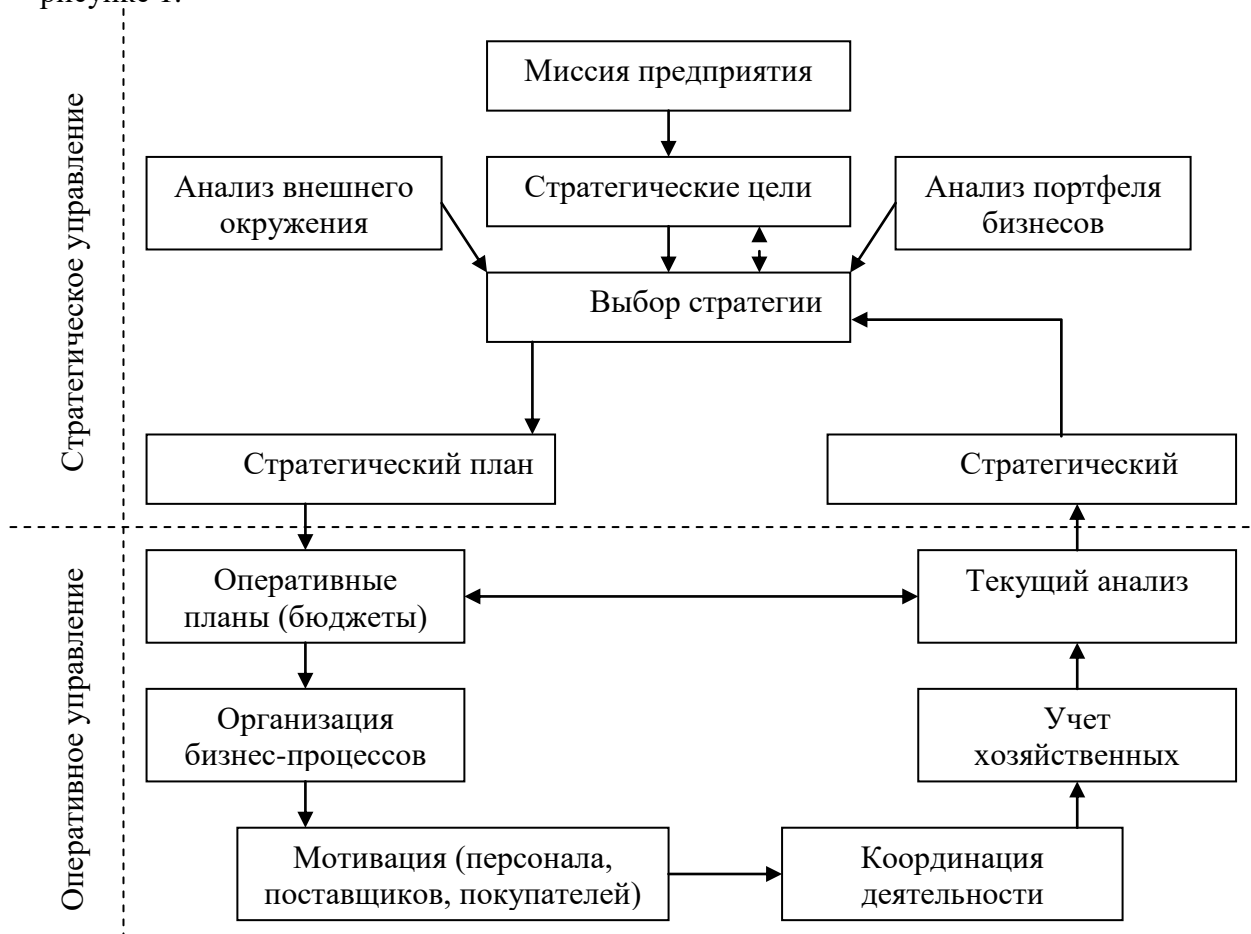 рисунке 1.
Стратегическое управление
Миссия предприятия
Анализ внешнего
окружения
Стратегические цели
Анализ портфеля
бизнесов
Выбор стратегии
Стратегический план
Стратегический
Оперативное управление
Оперативные
планы (бюджеты)
Текущий анализ
Организация
бизнес-процессов
Учет
хозяйственных
Мотивация (персонала,
поставщиков, покупателей)
Координация
деятельности